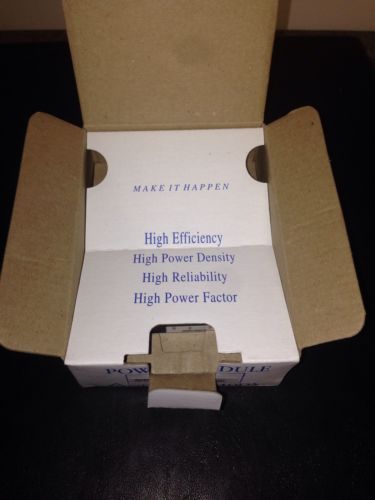 MAKE IT HAPPEN
High Efficiency
High Power Density
High Reliability
High Power Factor